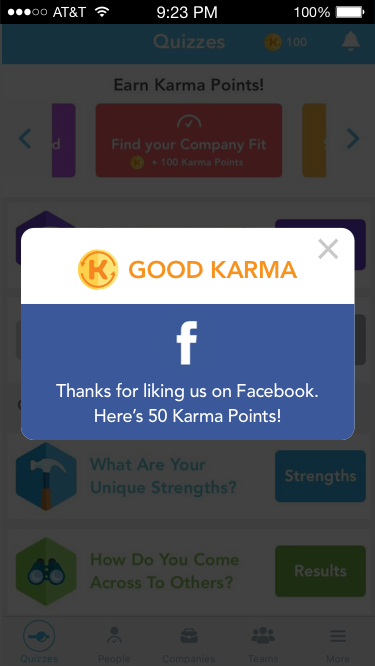 AT&T 9:23 PM 100%
Quizzes K 100
Earn Karma Points!
d Find your Company Fit
K + 100 Karma Points
K GOOD KARMA
f
Thanks for liking us on Facebook.
Here's 50 Karma Points!
What Are Your
Unique Strengths?
Strengths
How Do You Come
Across To Others?
Results
Quizzes People Companies Teams More